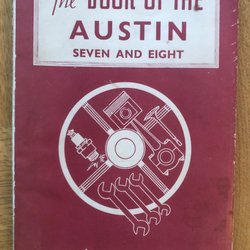 The BOOK OF THE
AUSTIN
SEVEN AND EIGHT